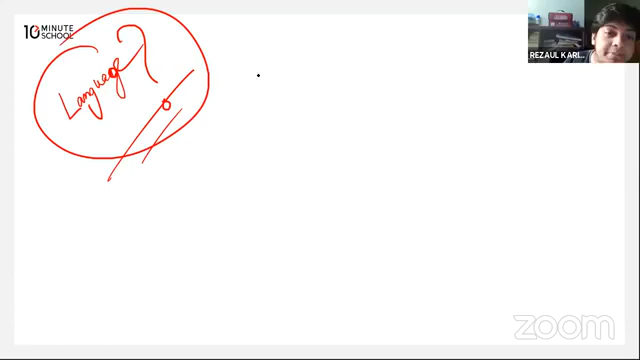 10 MINUTE
SCHOOL
Language?
REZAUL KARI...
zoom